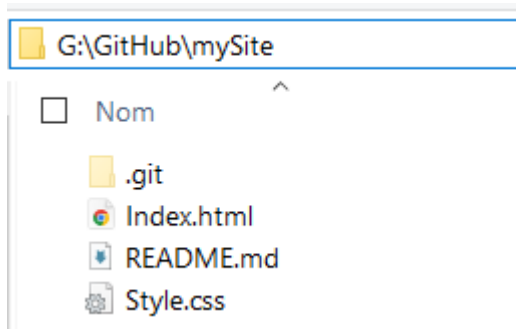 G:\GitHub\mySite
Nom
.git
Index.html
README.md
Style.css